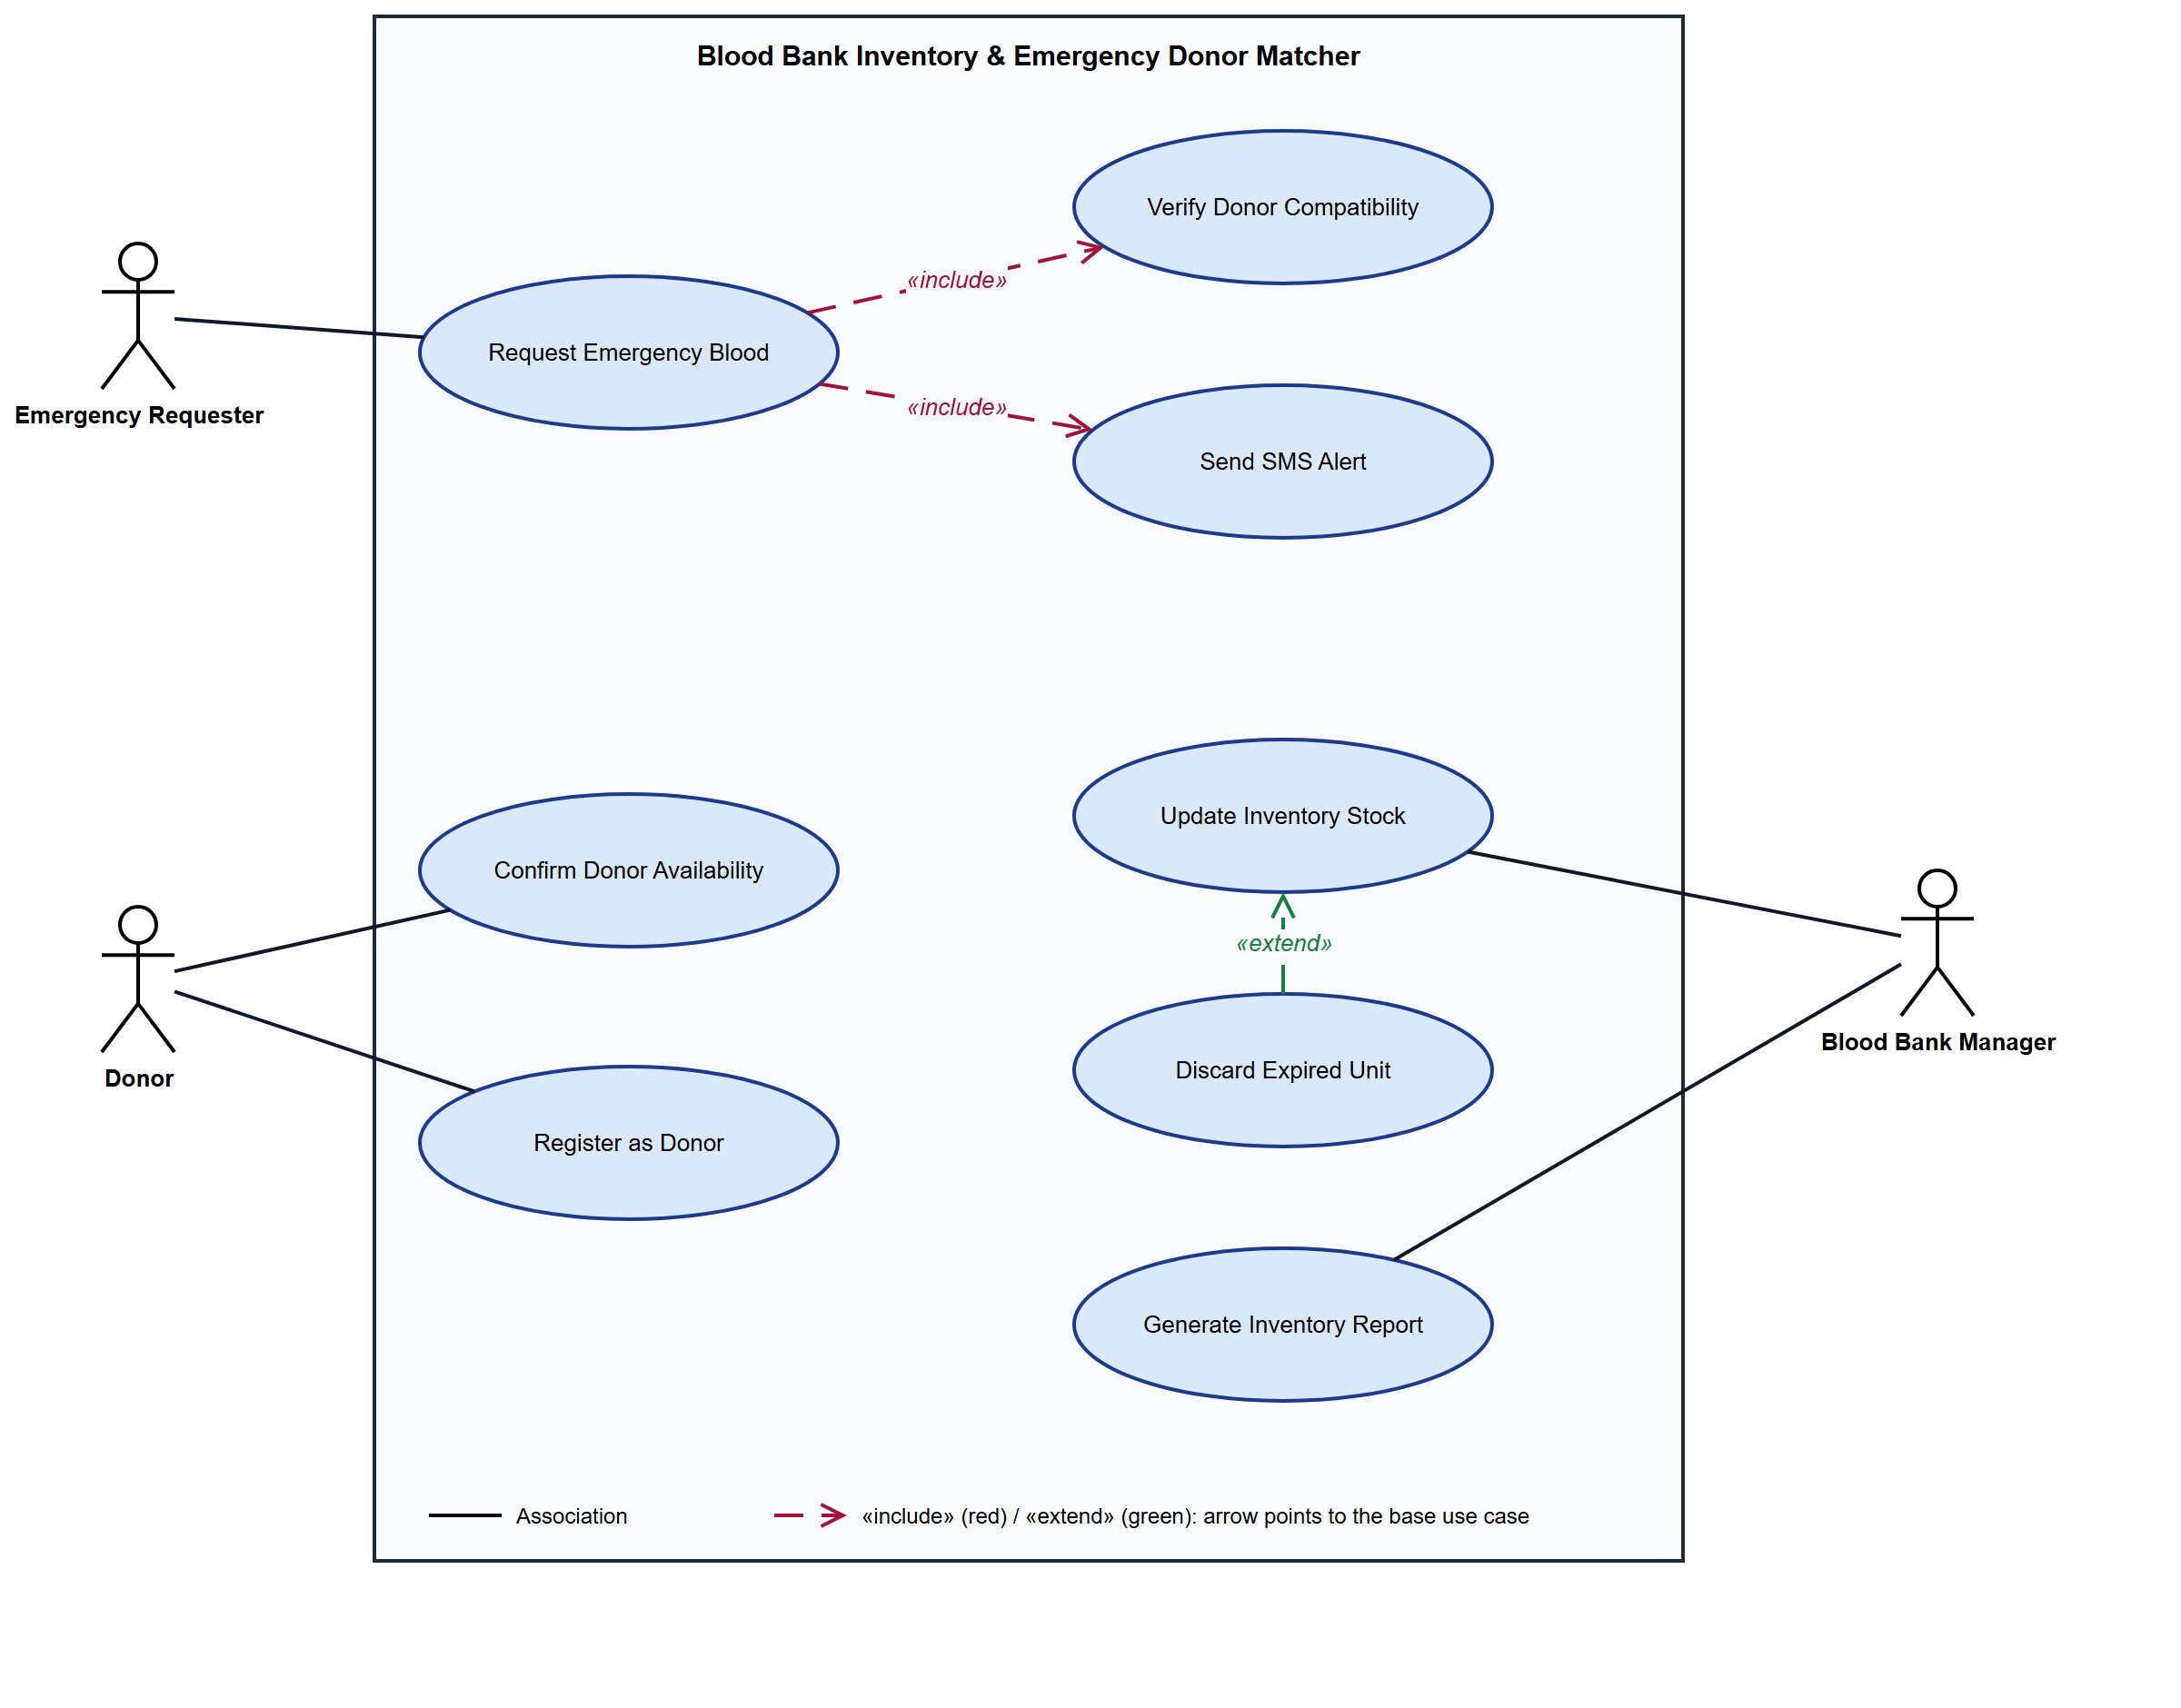 Blood Bank Inventory & Emergency Donor Matcher
Verify Donor Compatibility
«include»
Request Emergency Blood
«include»
Emergency Requester
Send SMS Alert
Update Inventory Stock
Confirm Donor Availability
«extend»
Blood Bank Manager
Discard Expired Unit
Donor
Register as Donor
Generate Inventory Report
Association
«include» (red) / «extend» (green): arrow points to the base use case